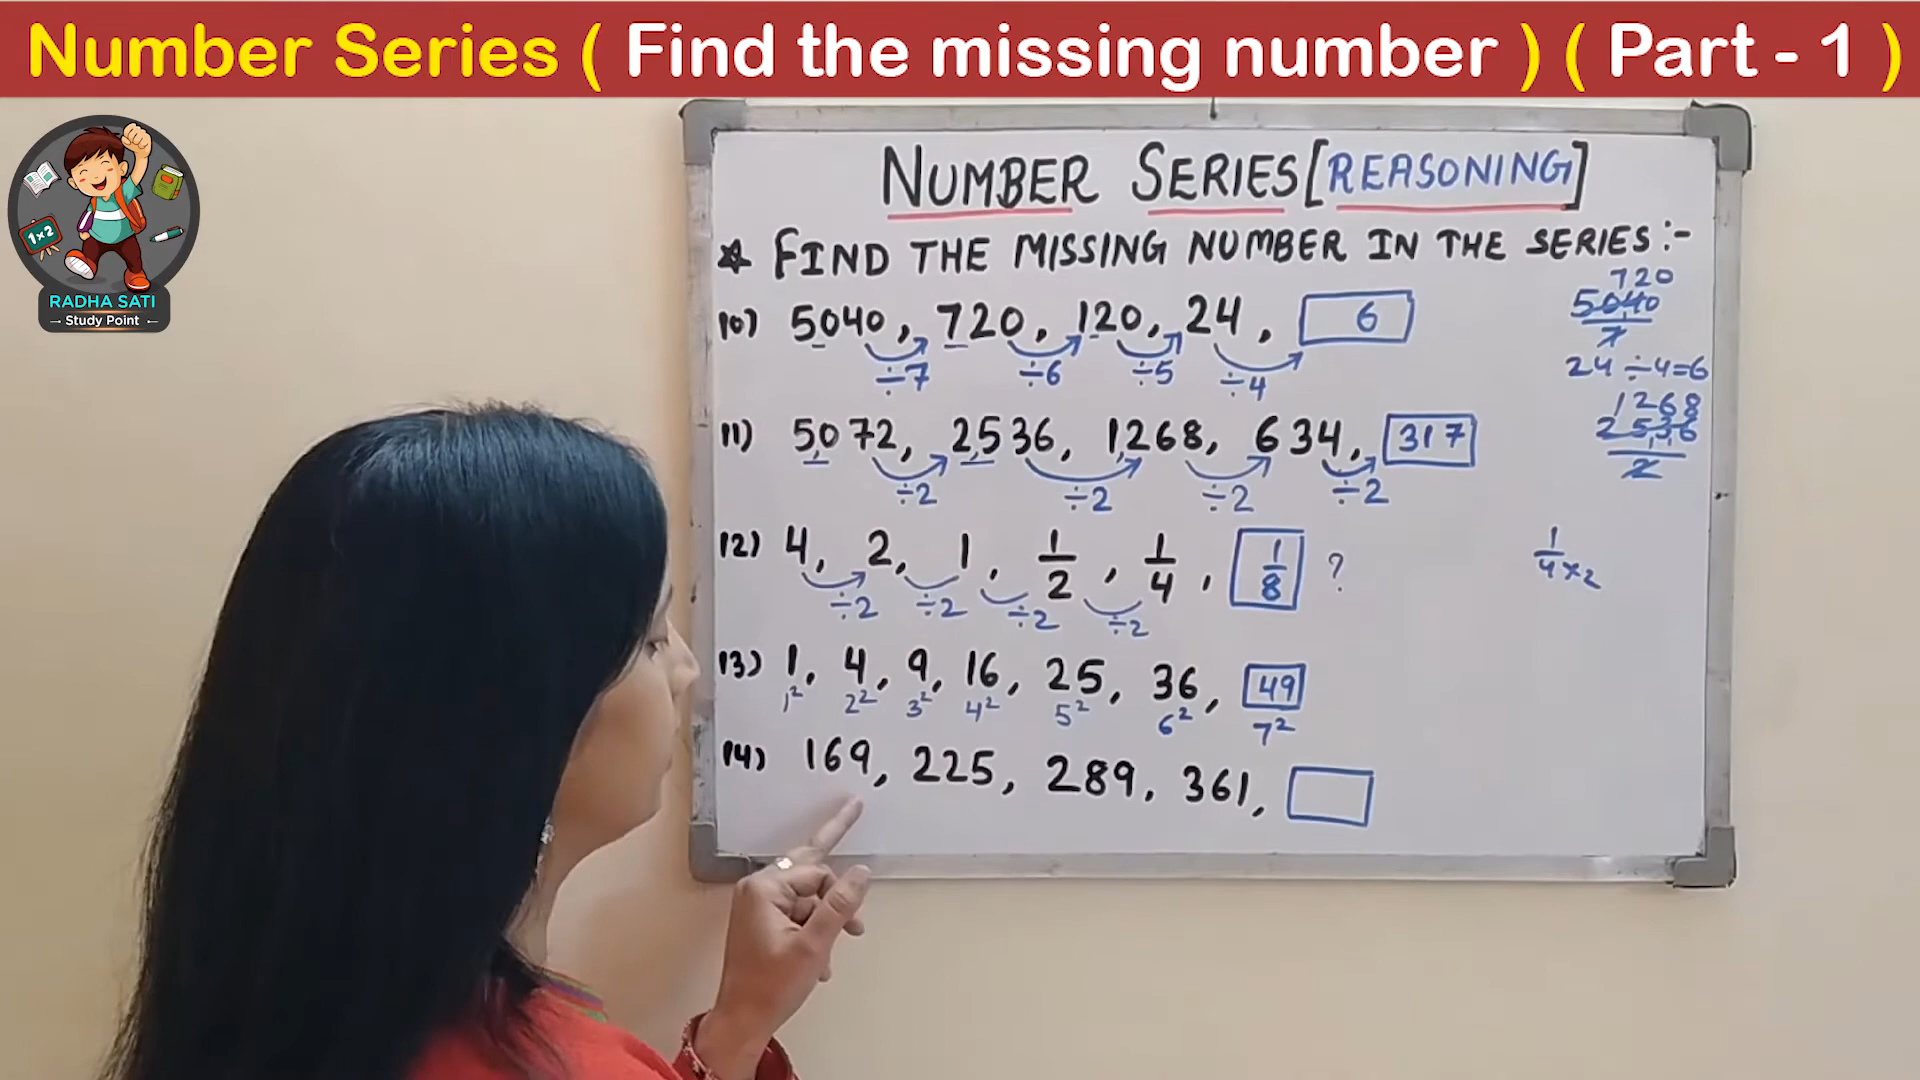 Number Series ( Find the missing number ) ( Part - 1 )
1x2
RADHA SATI
Study Point
NUMBER SERIES [REASONING]
☆ FIND THE MISSING NUMBER IN THE SERIES:-
10) 5040, 720, 120, 24, 6
÷7 ÷6 ÷5 ÷4
720
5040
7
24 ÷4=6
11) 5072, 2536, 1268, 634, 317
÷2 ÷2 ÷2 ÷2
1268
2536
2
12) 4, 2, 1, 1/2, 1/4, 1/8 ?
÷2 ÷2 ÷2 ÷2
1/4x2
13) 1, 4, 9, 16, 25, 36, 49
1² 2² 3² 4² 5² 6² 7²
14) 169, 225, 289, 361,